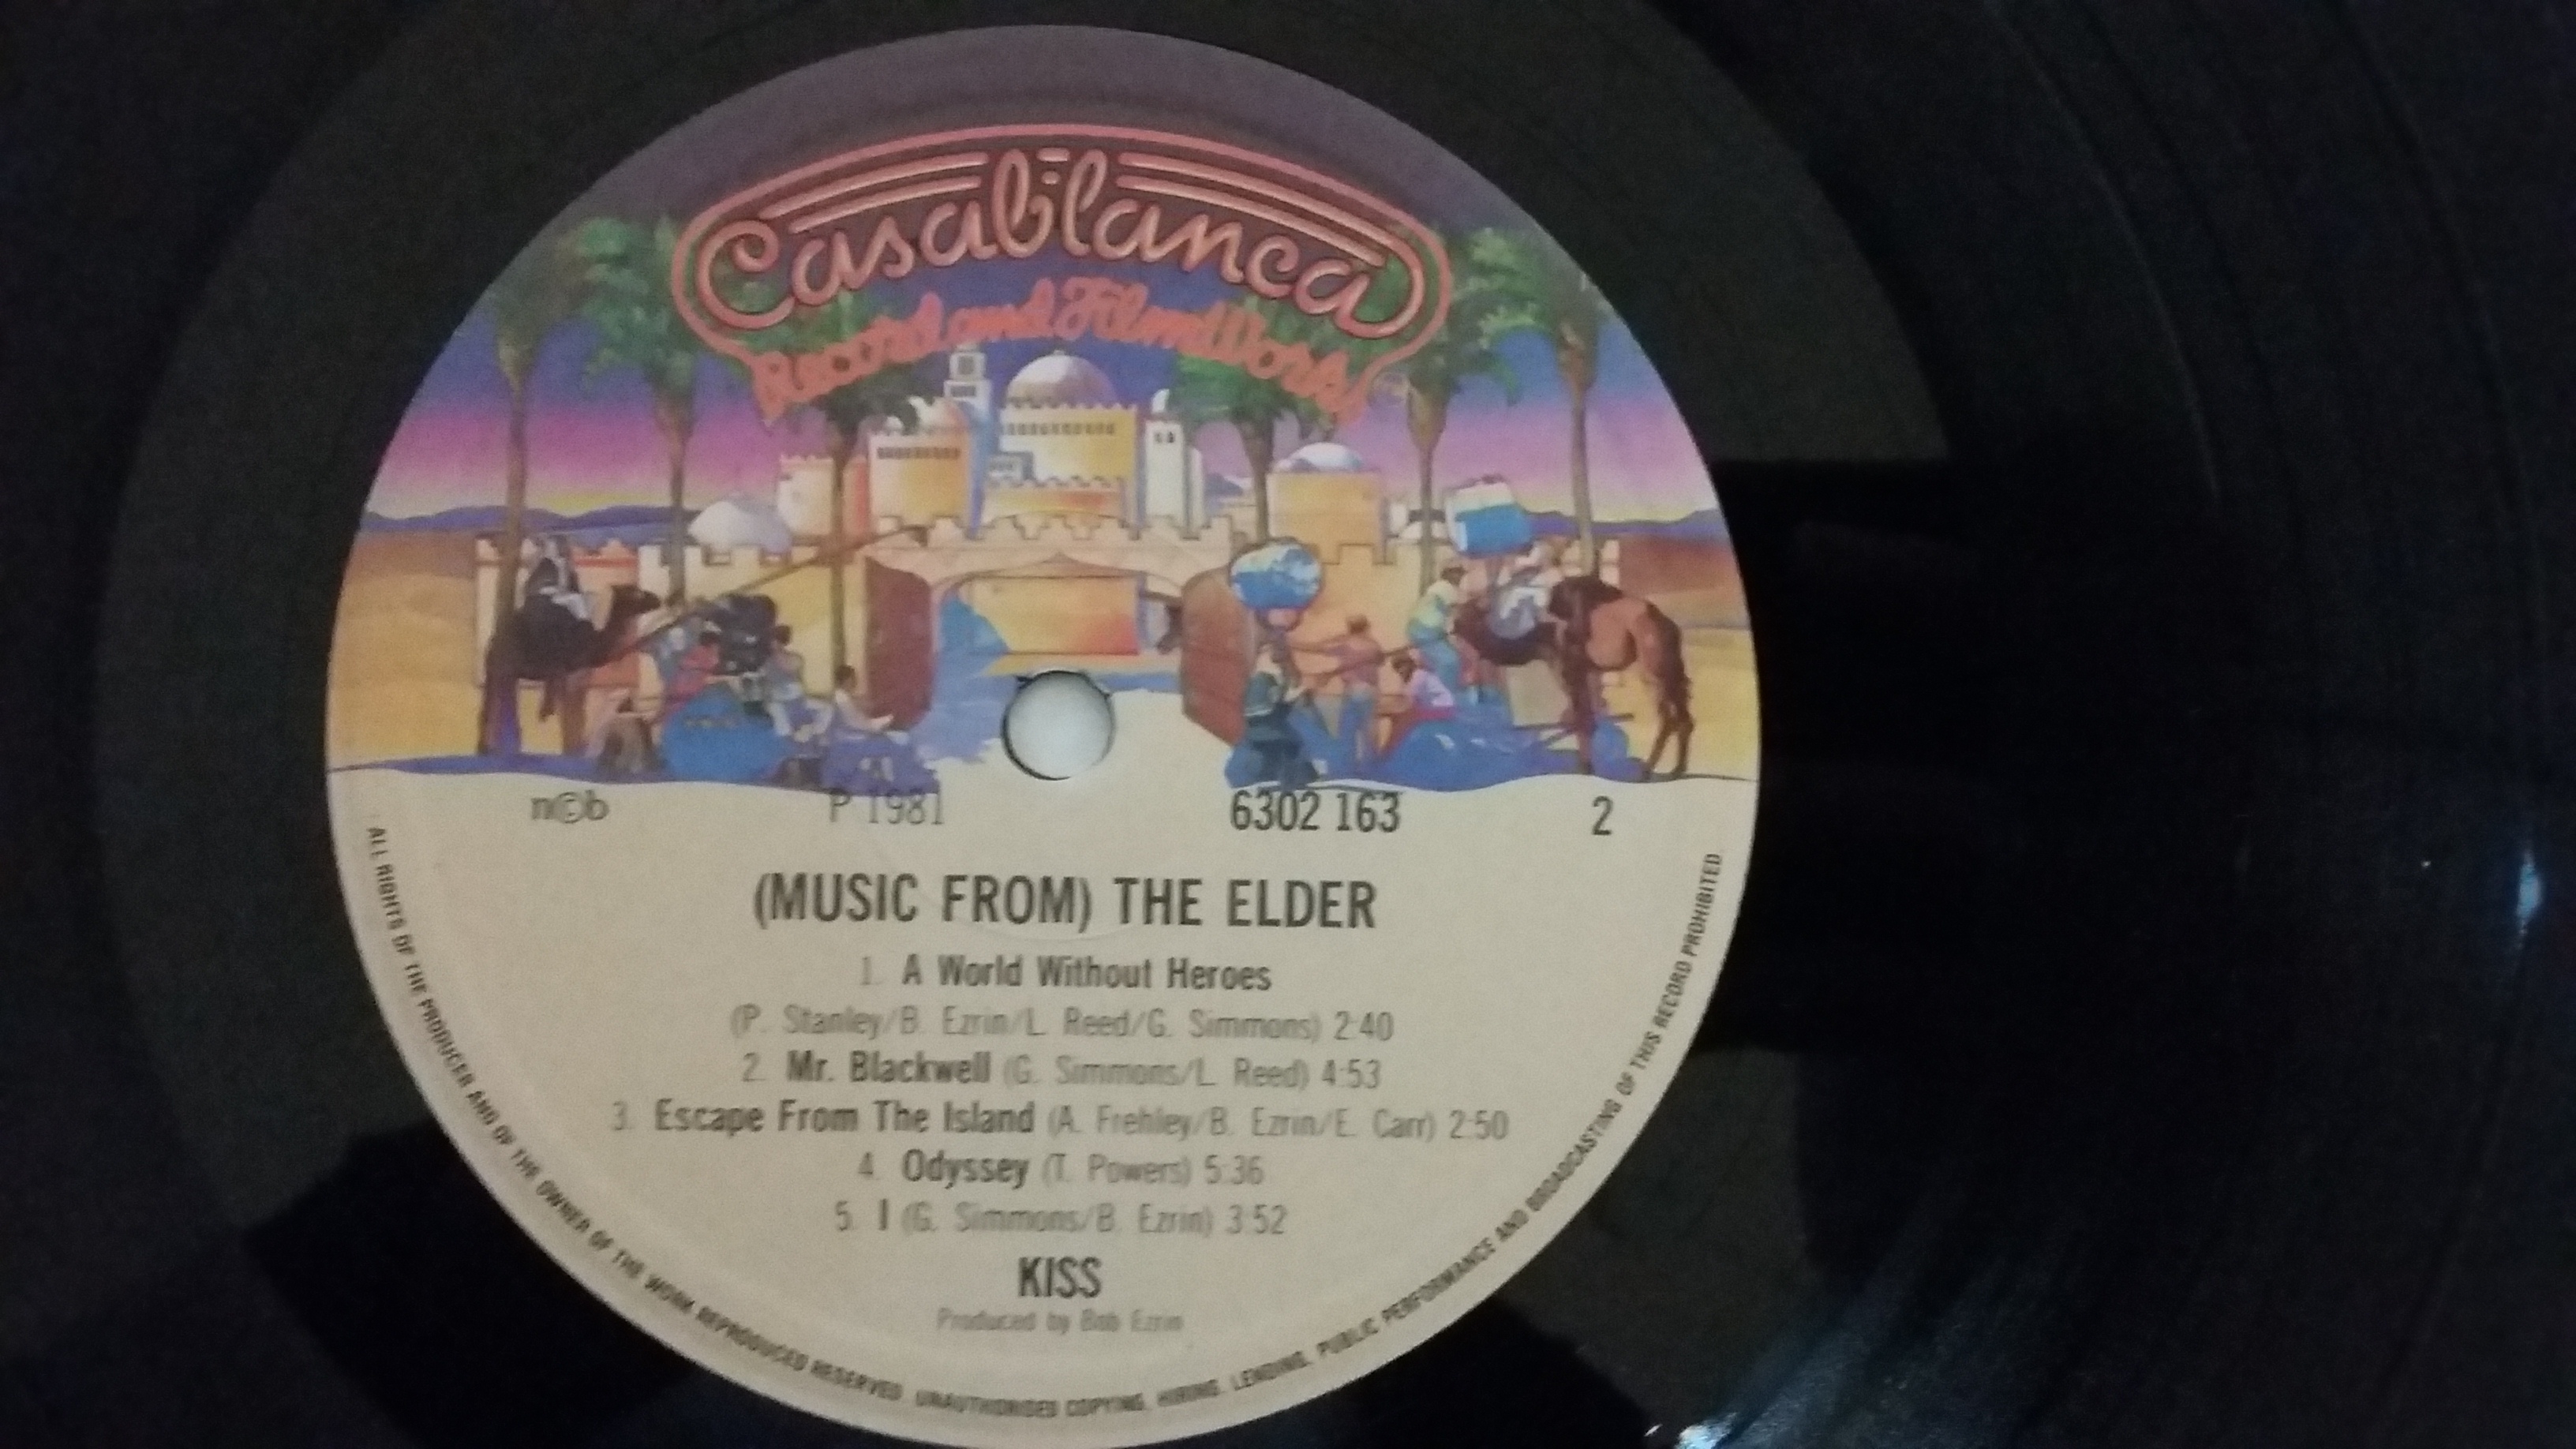 Casablanca
Record and FilmWorks
n©b P 1981 6302 163 2
(MUSIC FROM) THE ELDER
1. A World Without Heroes
(P. Stanley/B. Ezrin/L. Reed/G. Simmons) 2:40
2. Mr. Blackwell (G. Simmons/L. Reed) 4:53
3. Escape From The Island (A. Frehley/B. Ezrin/E. Carr) 2:50
4. Odyssey (T. Powers) 5:36
5. I (G. Simmons/B. Ezrin) 3:52
KISS
Produced by Bob Ezrin
ALL RIGHTS OF THE PRODUCER AND OF THE OWNER OF THE WORK REPRODUCED RESERVED. UNAUTHORISED COPYING, HIRING, LENDING, PUBLIC PERFORMANCE AND BROADCASTING OF THIS RECORD PROHIBITED.